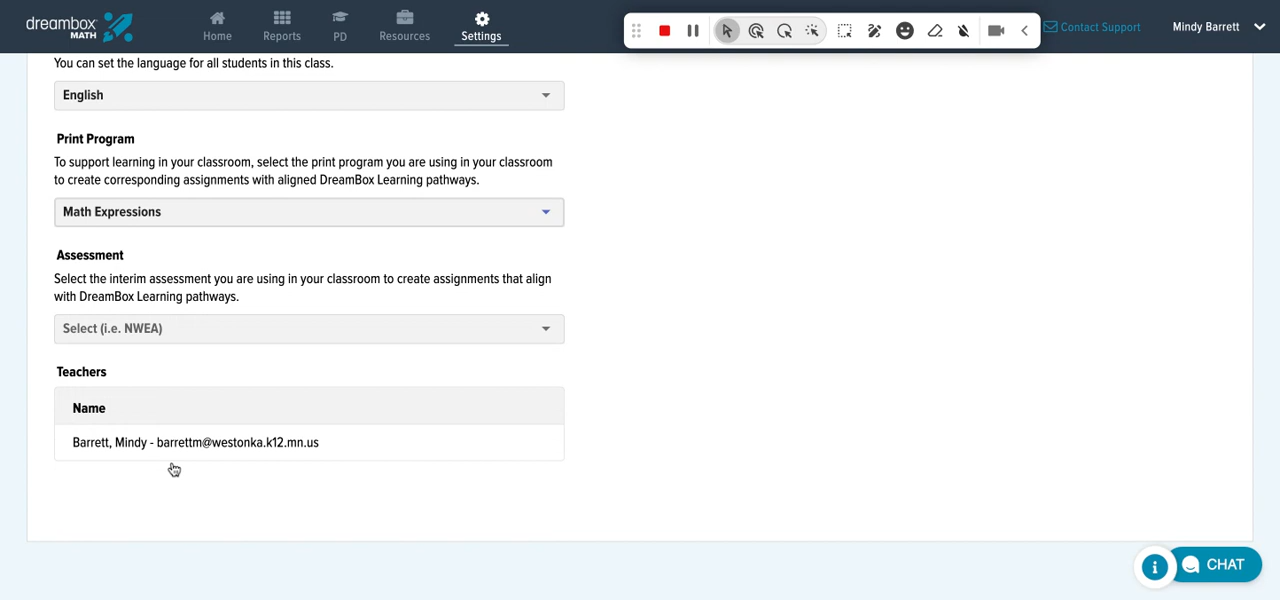 dreambox
MATH
Home
Reports
PD
Resources
Settings
Contact Support
Mindy Barrett
You can set the language for all students in this class.
English
Print Program
To support learning in your classroom, select the print program you are using in your classroom
to create corresponding assignments with aligned DreamBox Learning pathways.
Math Expressions
Assessment
Select the interim assessment you are using in your classroom to create assignments that align
with DreamBox Learning pathways.
Select (i.e. NWEA)
Teachers
Name
Barrett, Mindy - barrettm@westonka.k12.mn.us
i
CHAT